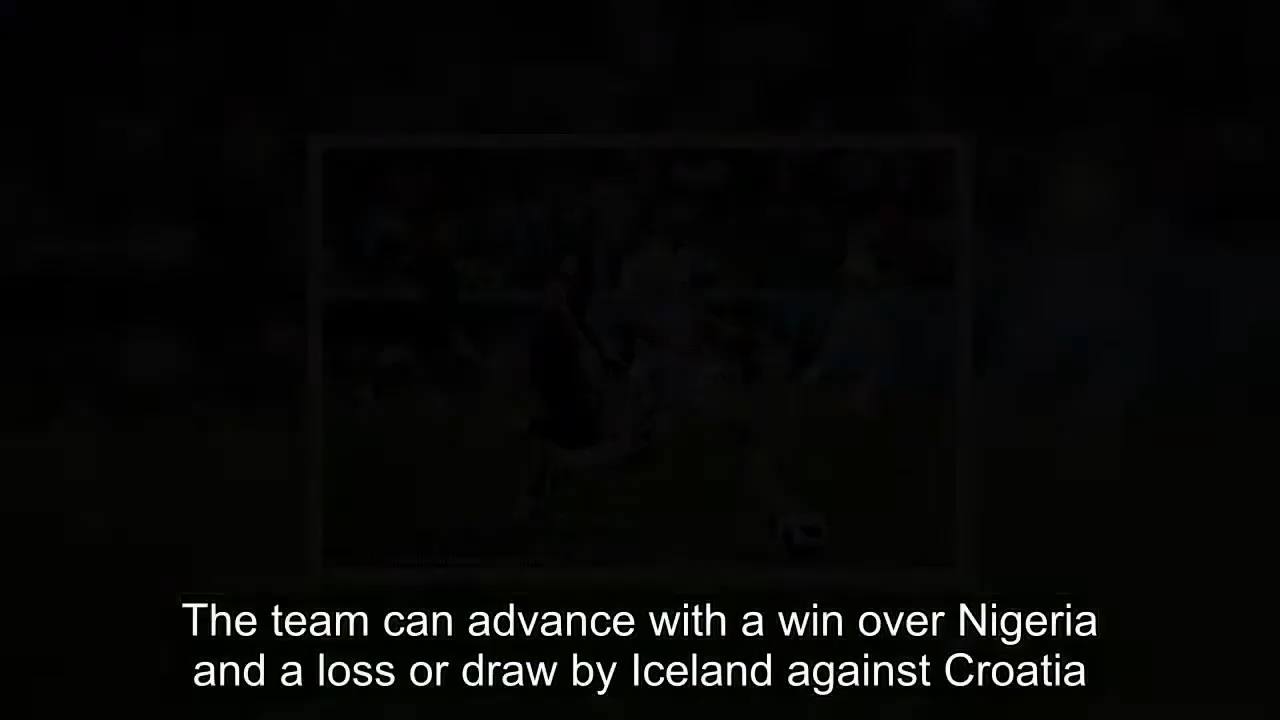 The team can advance with a win over Nigeria
and a loss or draw by Iceland against Croatia